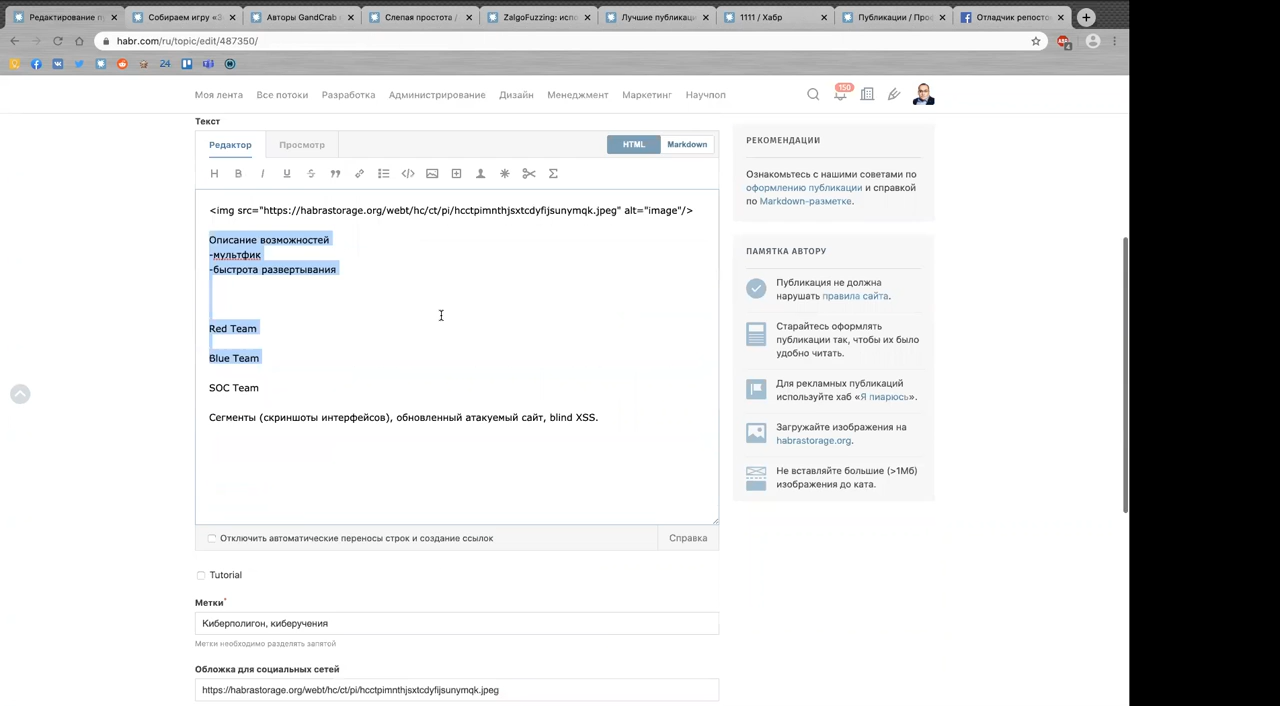 Редактирование пу
Собираем игру «З
Авторы GandCrab
Слепая простота /
ZalgoFuzzing: исп
Лучшие публикац
1111 / Хабр
Публикации / Про
Отладчик репосто
habr.com/ru/topic/edit/487350/
4
24
Моя лента
Все потоки
Разработка
Администрирование
Дизайн
Менеджмент
Маркетинг
Научпоп
150
Текст
Редактор
Просмотр
HTML
Markdown
<img src="https://habrastorage.org/webt/hc/ct/pi/hcctpimnthjsxtcdyfijsunymqk.jpeg" alt="image"/>
Описание возможностей
-мультфик
-быстрота развертывания
Red Team
Blue Team
SOC Team
Сегменты (скриншоты интерфейсов), обновленный атакуемый сайт, blind XSS.
Отключить автоматические переносы строк и создание ссылок
Справка
Tutorial
Метки*
Киберполигон, киберучения
Метки необходимо разделять запятой
Обложка для социальных сетей
https://habrastorage.org/webt/hc/ct/pi/hcctpimnthjsxtcdyfijsunymqk.jpeg
РЕКОМЕНДАЦИИ
Ознакомьтесь с нашими советами по
оформлению публикации и справкой
по Markdown-разметке.
ПАМЯТКА АВТОРУ
Публикация не должна
нарушать правила сайта.
Старайтесь оформлять
публикации так, чтобы их было
удобно читать.
Для рекламных публикаций
используйте хаб «Я пиарюсь».
Загружайте изображения на
habrastorage.org.
Не вставляйте большие (>1Мб)
изображения до ката.